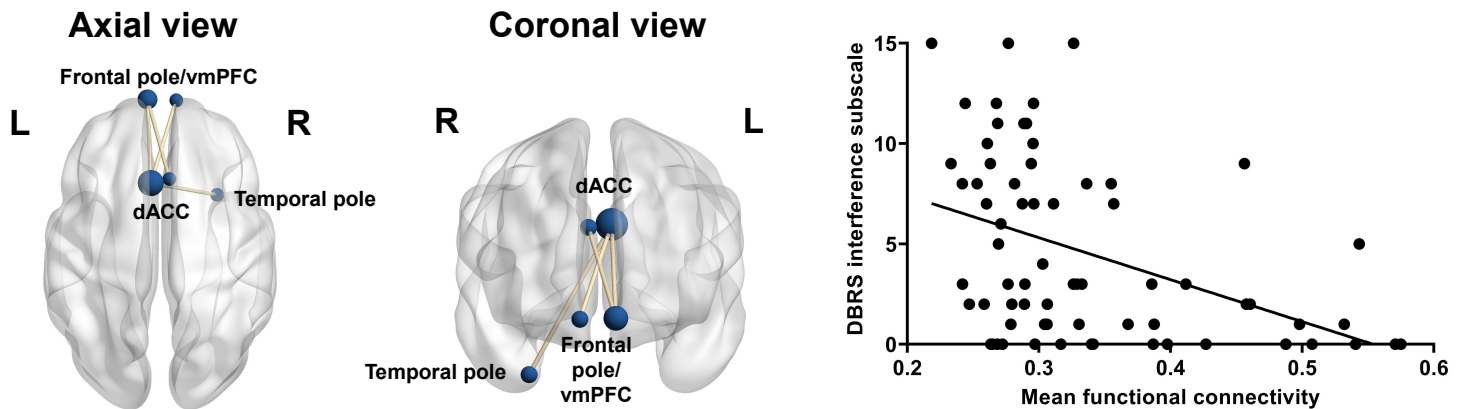 Axial view
Frontal pole/vmPFC
L
R
Temporal pole
dACC
Coronal view
R
L
dACC
Temporal pole
Frontal
pole/
vmPFC
DBRS interference subscale
15
10
5
0
0.2
0.3
0.4
0.5
0.6
Mean functional connectivity